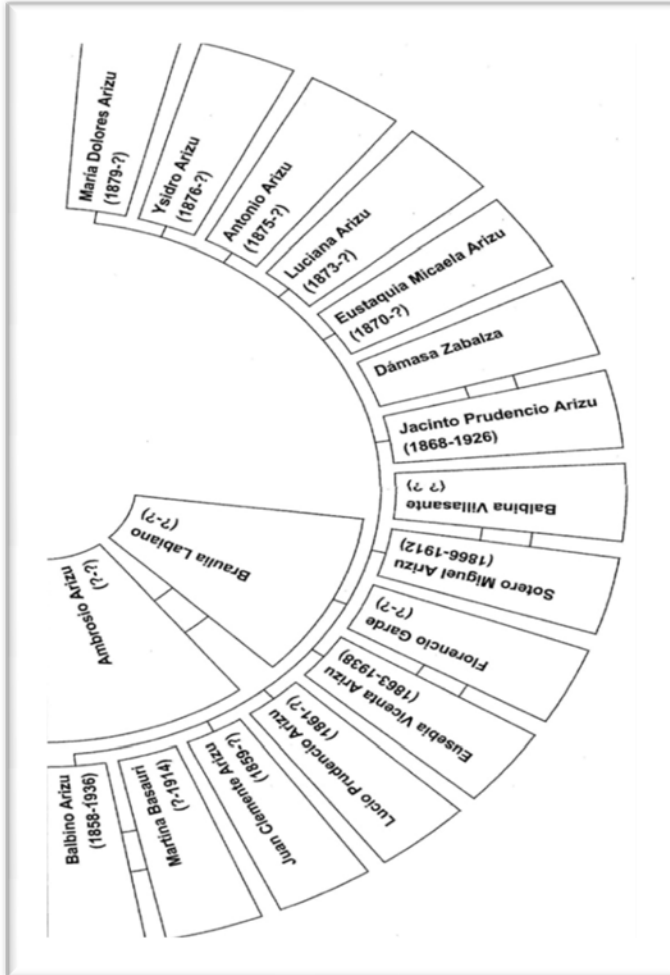 María Dolores Arizu
(1879-?)
Ysidro Arizu
(1876-?)
Antonio Arizu
(1875-?)
Luciana Arizu
(1873-?)
Eustaquia Micaela Arizu
(1870-?)
Dámasa Zabalza
Jacinto Prudencio Arizu
(1868-1926)
Balbina Villasante
(? ?)
Sotero Miguel Arizu
(1866-1912)
Florencio Garde
(?-?)
Eusebia Vicenta Arizu
(1863-1938)
Lucio Prudencio Arizu
(1861-?)
Juan Clemente Arizu
(1859-?)
Martina Basauri
(?-1914)
Balbino Arizu
(1858-1936)
Braulia Labiano
(?-?)
Ambrosio Arizu
(?-?)